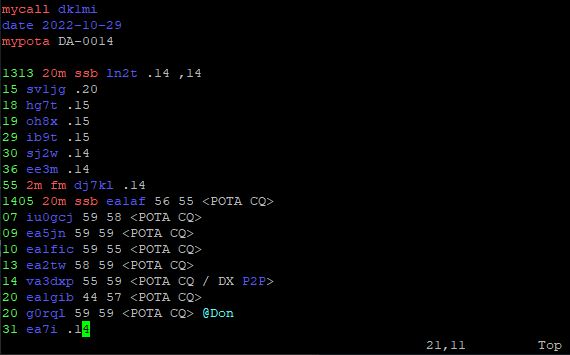 mycall dk1mi
date 2022-10-29
mypota DA-0014
1313 20m ssb ln2t .14 ,14
15 sv1jg .20
18 hg7t .15
19 oh8x .15
29 ib9t .15
30 sj2w .14
36 ee3m .14
55 2m fm dj7kl .14
1405 20m ssb ea1af 56 55 <POTA CQ>
07 iu0gcj 59 58 <POTA CQ>
09 ea5jn 59 59 <POTA CQ>
10 ea1fic 59 55 <POTA CQ>
13 ea2tw 58 59 <POTA CQ>
14 va3dxp 55 59 <POTA CQ / DX P2P>
20 ea1gib 44 57 <POTA CQ>
20 g0rql 59 59 <POTA CQ> @Don
31 ea7i .14
21,11 Top